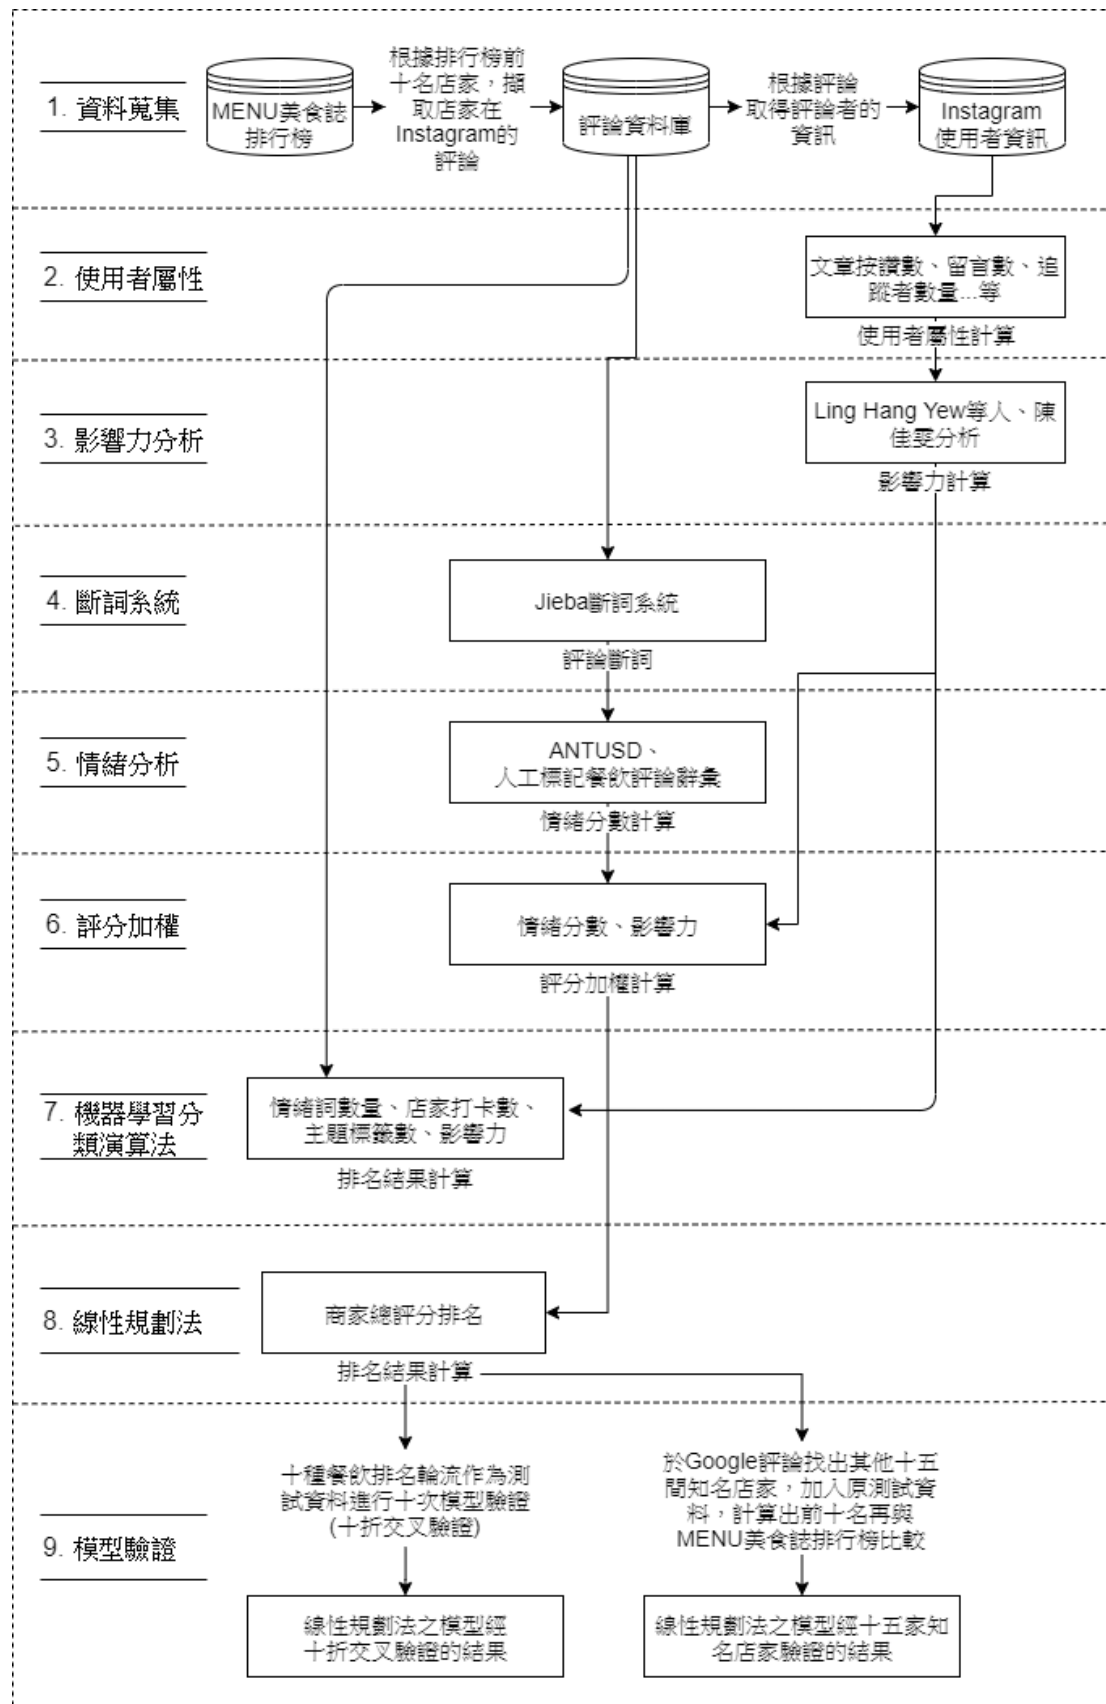 1. 資料蒐集
MENU美食誌
排行榜
根據排行榜前
十名店家，擷
取店家在
Instagram的
評論
評論資料庫
根據評論
取得評論者的
資訊
Instagram
使用者資訊
2. 使用者屬性
文章按讚數、留言數、追
蹤者數量...等
使用者屬性計算
3. 影響力分析
Ling Hang Yew等人、陳
佳雯分析
影響力計算
4. 斷詞系統
Jieba斷詞系統
評論斷詞
5. 情緒分析
ANTUSD、
人工標記餐飲評論辭彙
情緒分數計算
6. 評分加權
情緒分數、影響力
評分加權計算
7. 機器學習分
類演算法
情緒詞數量、店家打卡數、
主題標籤數、影響力
排名結果計算
8. 線性規劃法
商家總評分排名
排名結果計算
9. 模型驗證
十種餐飲排名輪流作為測
試資料進行十次模型驗證
(十折交叉驗證)
線性規劃法之模型經
十折交叉驗證的結果
於Google評論找出其他十五
間知名店家，加入原測試資
料，計算出前十名再與
MENU美食誌排行榜比較
線性規劃法之模型經十五家知
名店家驗證的結果